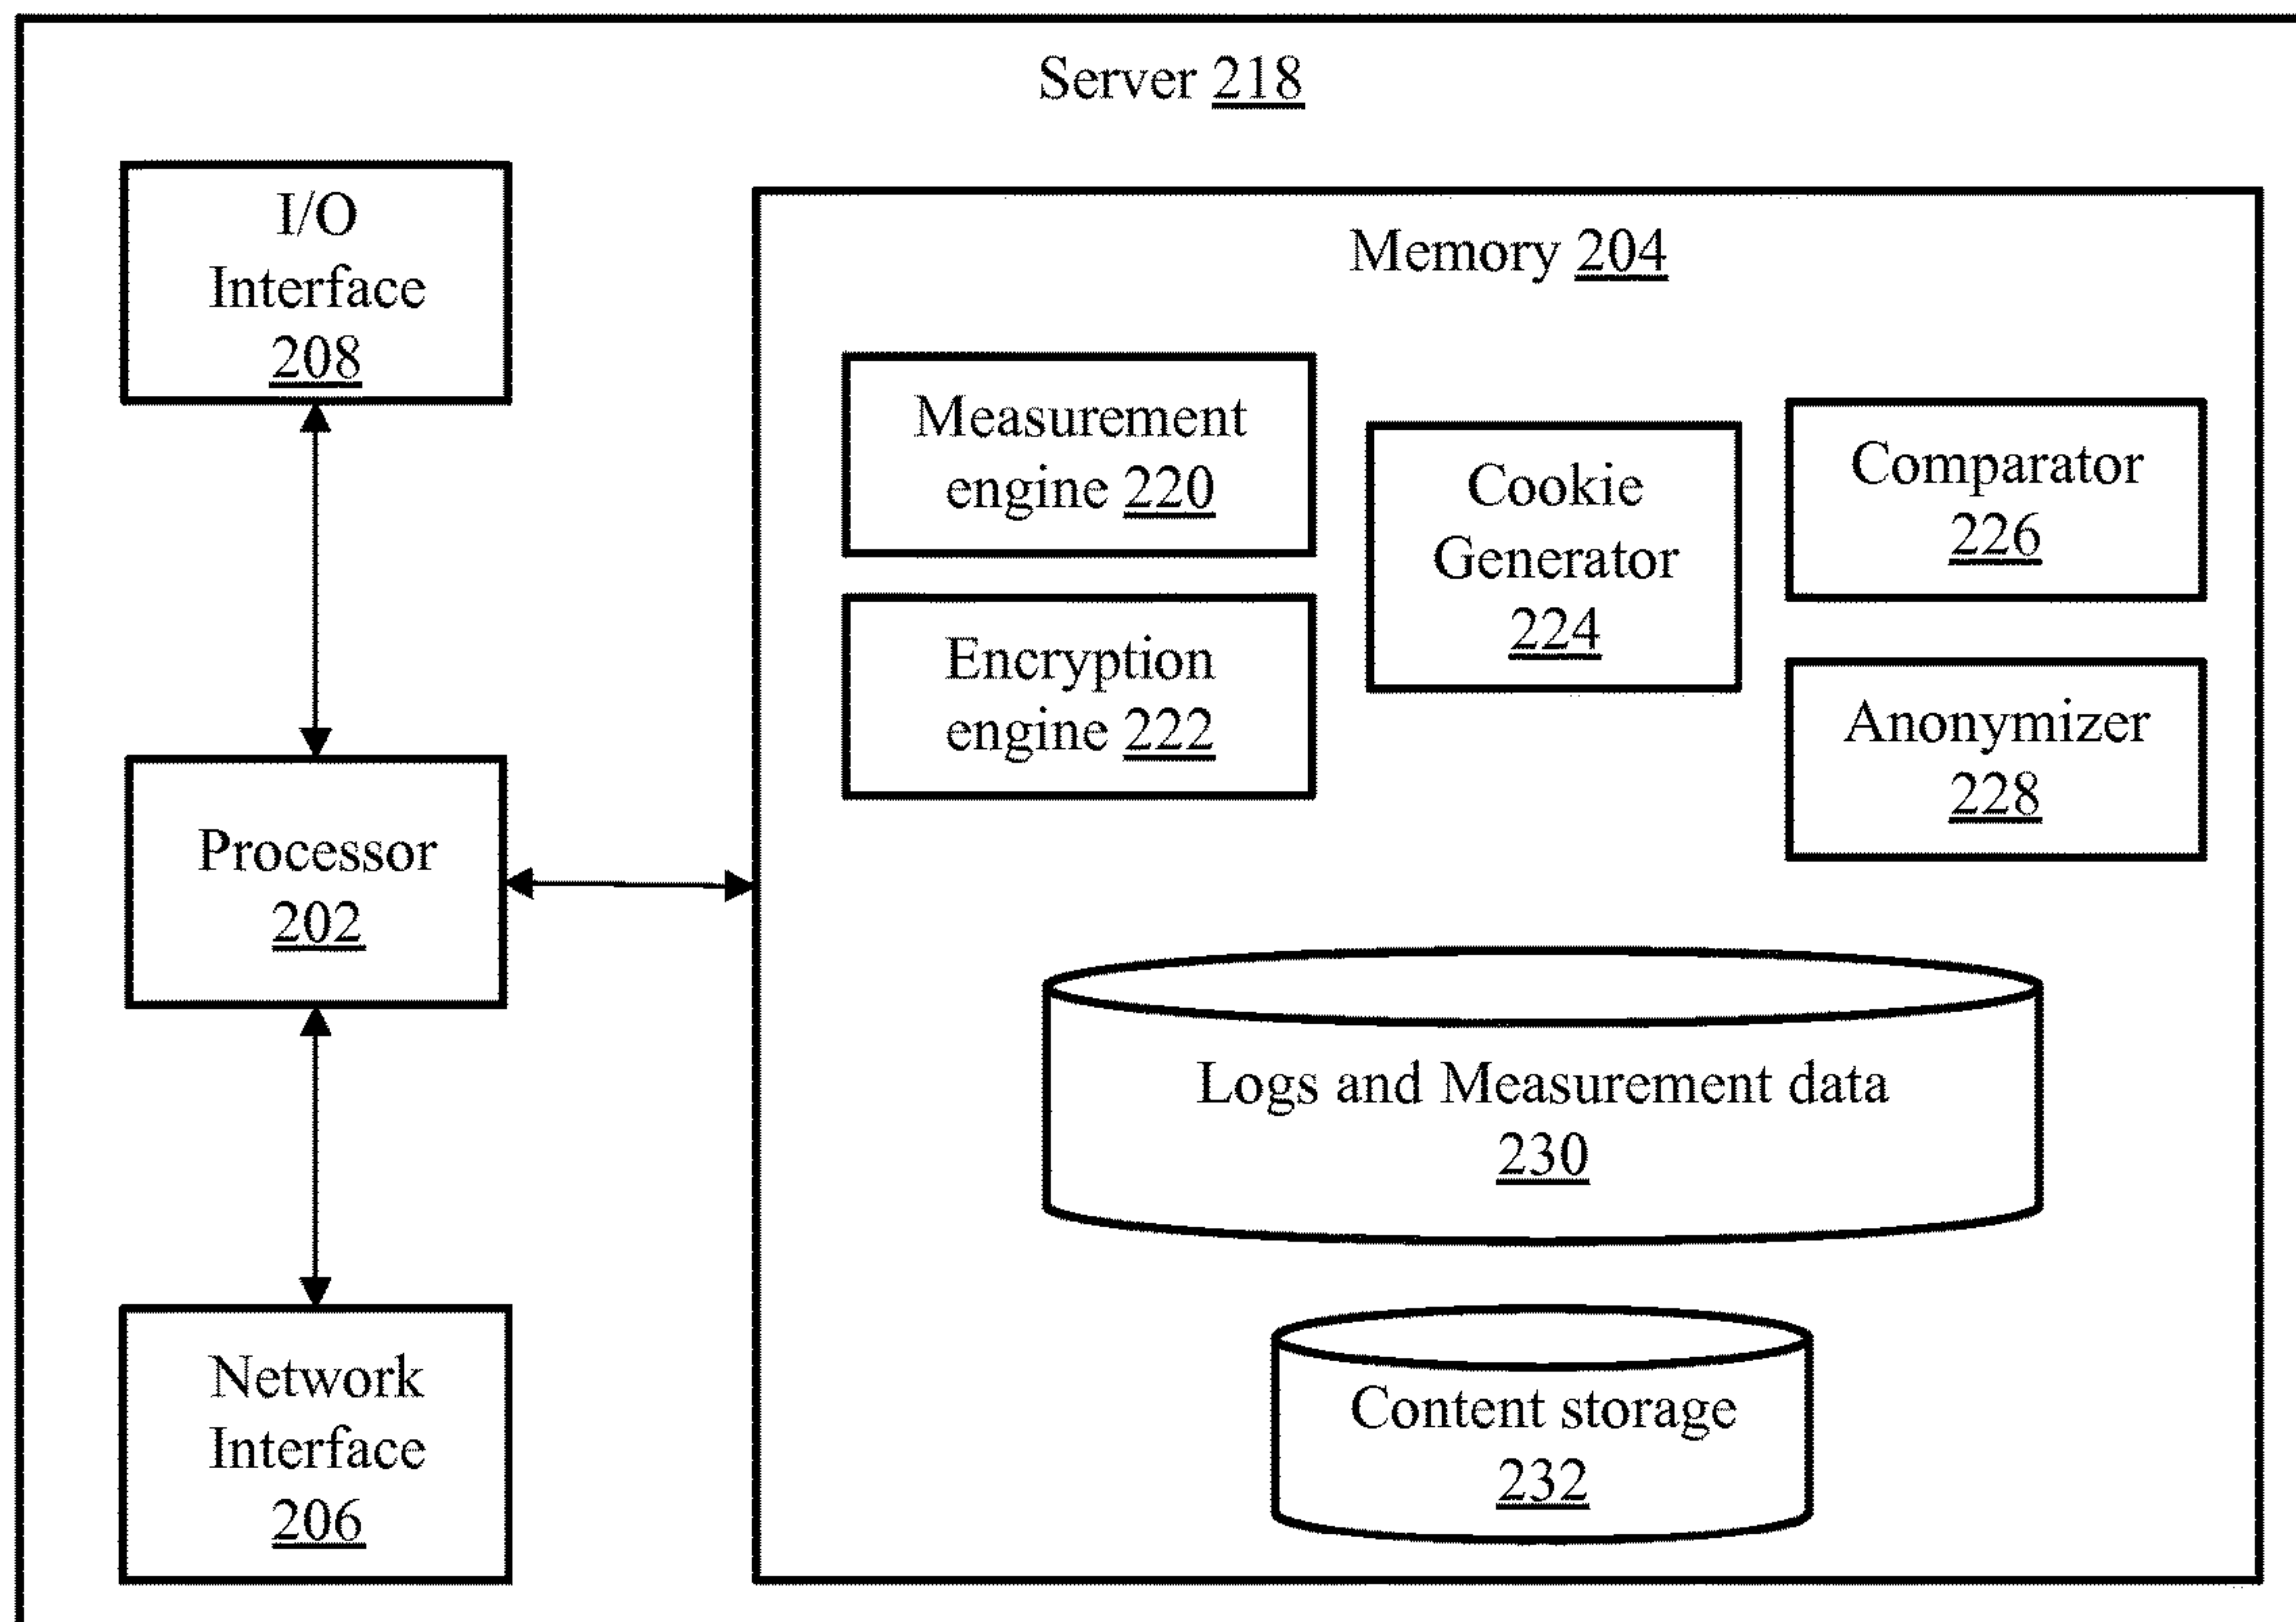 Server 218
I/O
Interface
208
Processor
202
Network
Interface
206
Memory 204
Measurement
engine 220
Encryption
engine 222
Cookie
Generator
224
Comparator
226
Anonymizer
228
Logs and Measurement data
230
Content storage
232